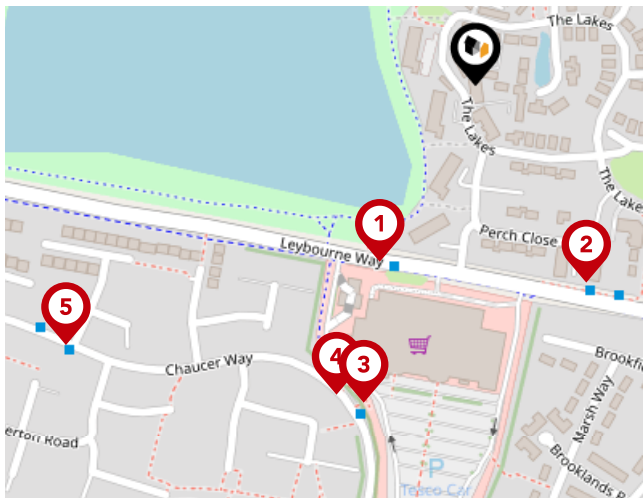 The Lakes
The Lakes
The Lake
1
Perch Close
2
Leybourne Way
5
Chaucer Way
4
3
Brookfi
Marsh Way
erton Road
Brooklands
P
Tesco Car